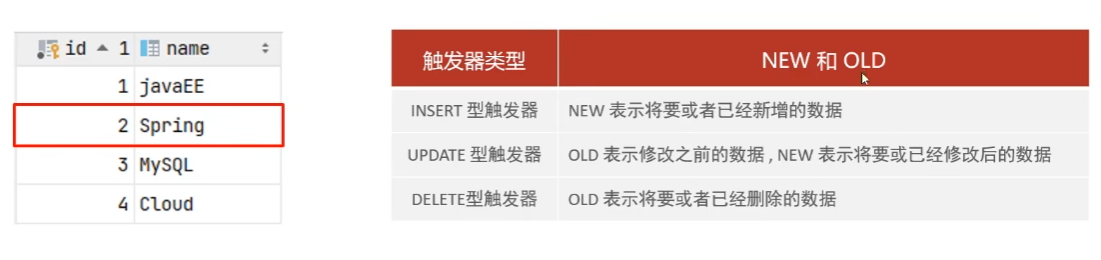 id 1 name
1 javaEE
2 Spring
3 MySQL
4 Cloud
触发器类型 NEW 和 OLD
INSERT 型触发器 NEW 表示将要或者已经新增的数据
UPDATE 型触发器 OLD 表示修改之前的数据 , NEW 表示将要或已经修改后的数据
DELETE型触发器 OLD 表示将要或者已经删除的数据